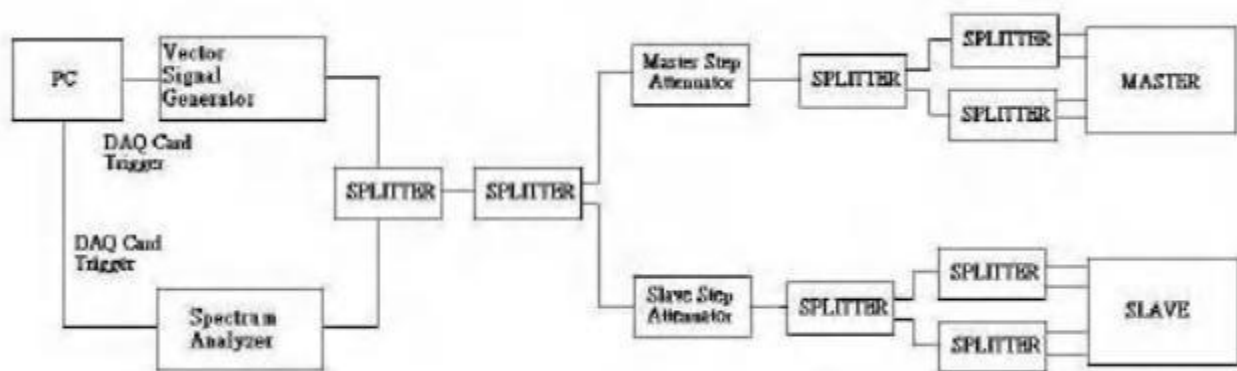 PC
Vector
Signal
Generator
DAQ Card
Trigger
DAQ Card
Trigger
Spectrum
Analyzer
SPLITTER
SPLITTER
Master Step
Attenuator
SPLITTER
SPLITTER
SPLITTER
MASTER
Slave Step
Attenuator
SPLITTER
SPLITTER
SPLITTER
SLAVE